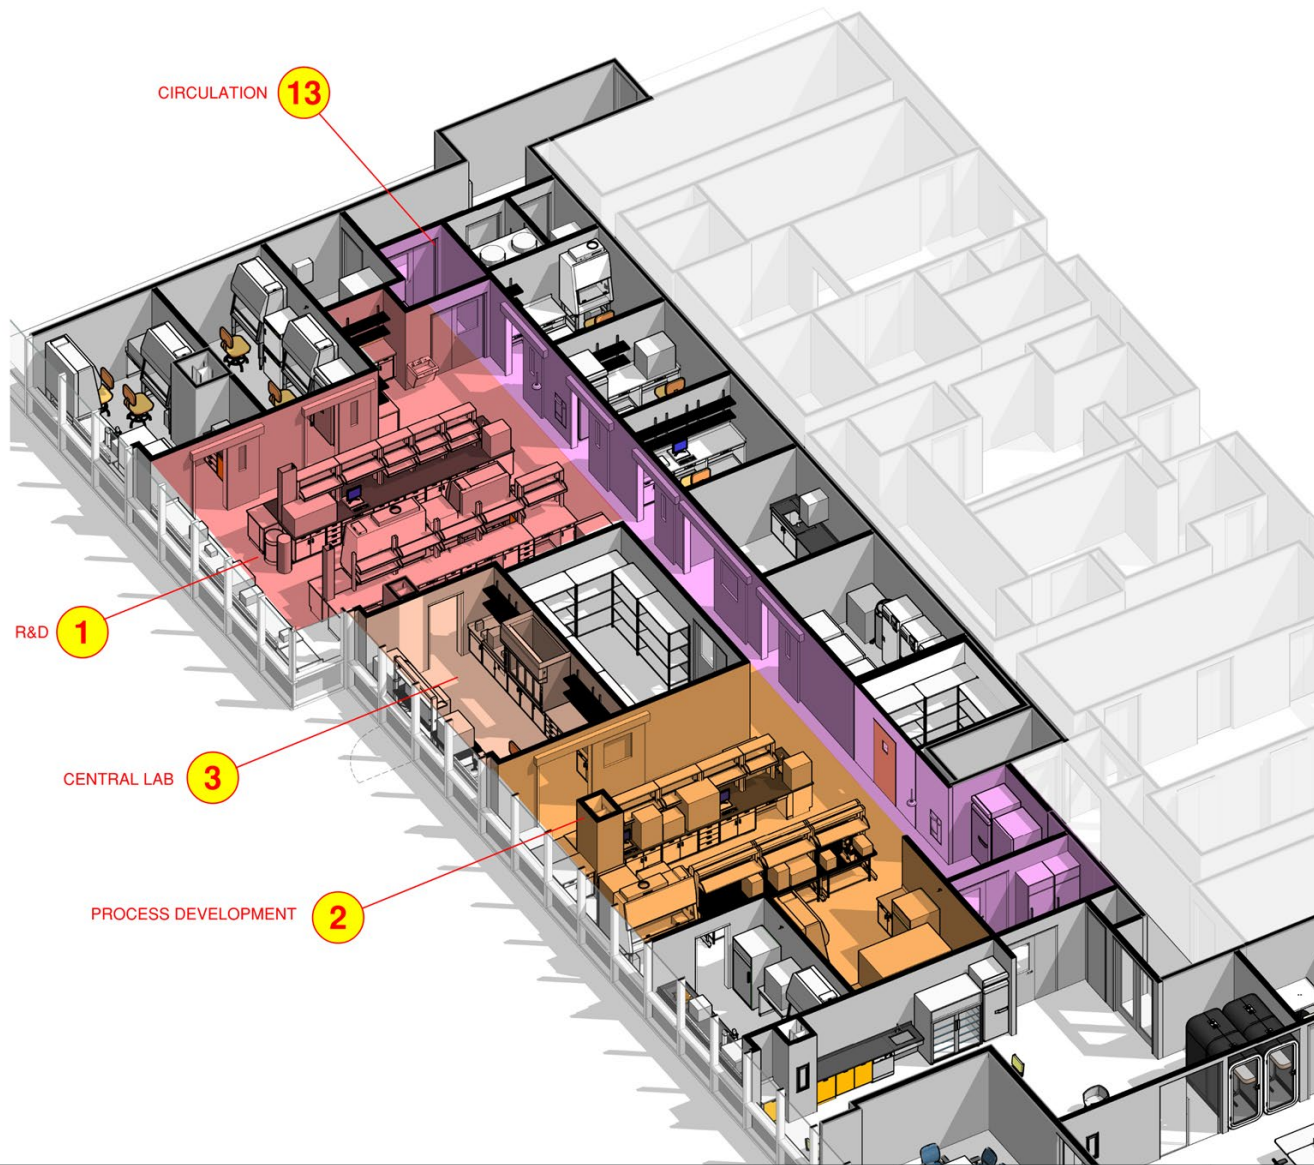 CIRCULATION 13
R&D 1
CENTRAL LAB 3
PROCESS DEVELOPMENT 2